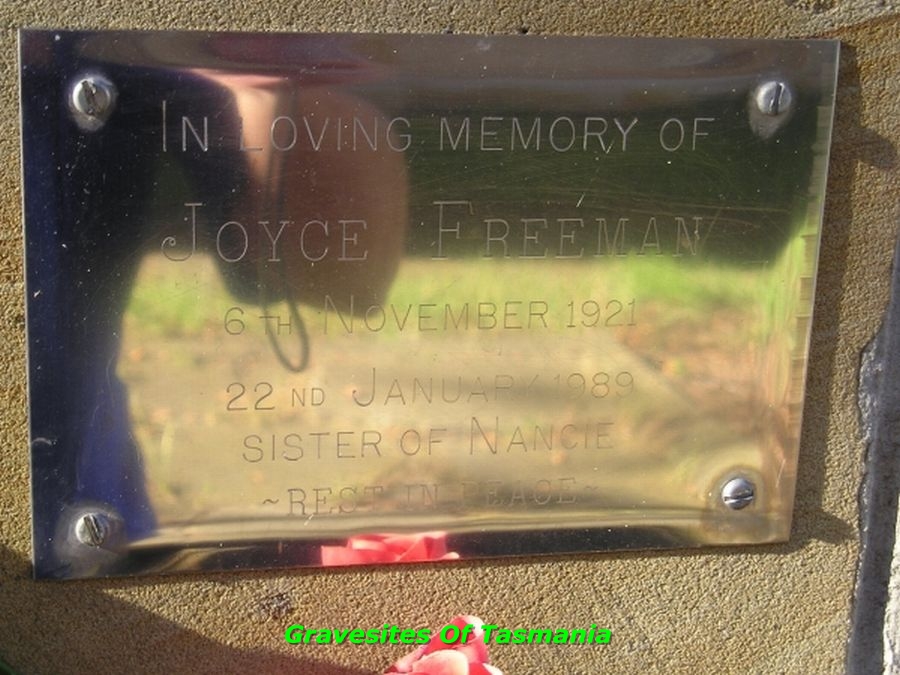 IN LOVING MEMORY OF
JOYCE FREEMAN
6TH NOVEMBER 1921
22ND JANUARY 1989
SISTER OF NANCIE
~REST IN PEACE~
Gravesites Of Tasmania